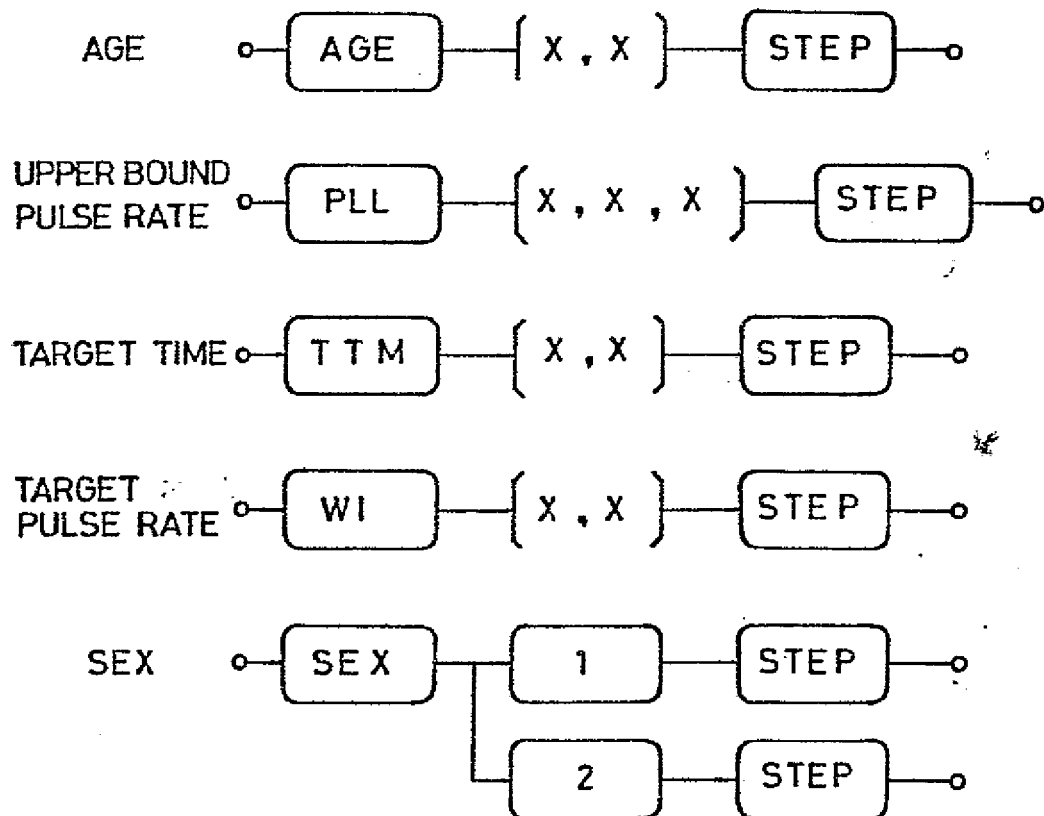 AGE AGE X , X STEP
UPPER BOUND
PULSE RATE PLL X , X , X STEP
TARGET TIME TTM X , X STEP
TARGET
PULSE RATE WI X , X STEP
SEX SEX 1 STEP
2 STEP